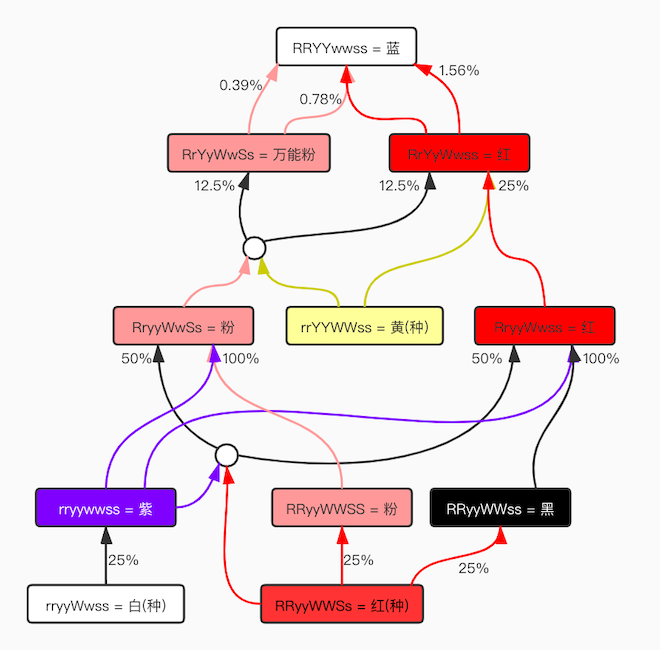 RRYYwwss = 蓝
0.39%
1.56%
0.78%
RrYyWwSs = 万能粉
RrYyWwss = 红
12.5%
12.5%
25%
RryyWwSs = 粉
rrYYWWss = 黄(种)
RryyWwss = 红
50%
100%
50%
100%
rryywwss = 紫
RRyyWWSS = 粉
RRyyWWss = 黑
25%
25%
25%
rryyWwss = 白(种)
RRyyWWSs = 红(种)